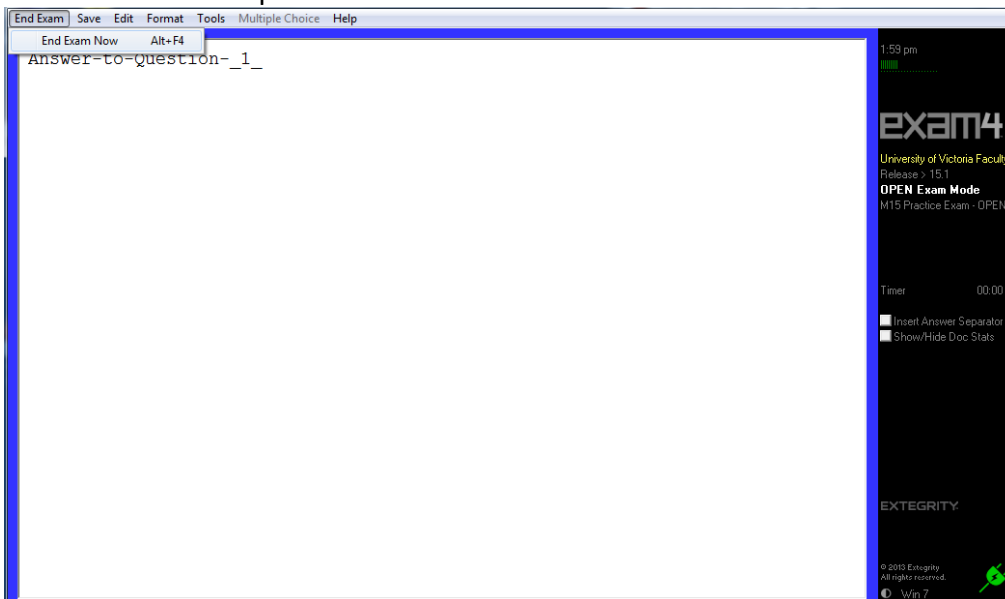 End Exam Save Edit Format Tools Multiple Choice Help
End Exam Now Alt+F4
Answer-to-Question-_1_
1:59 pm
exam4
University of Victoria Facult
Release > 15.1
OPEN Exam Mode
M15 Practice Exam - OPEN
Timer 00:00
Insert Answer Separator
Show/Hide Doc Stats
EXTEGRITY
© 2013 Extegrity
All rights reserved.
Win 7